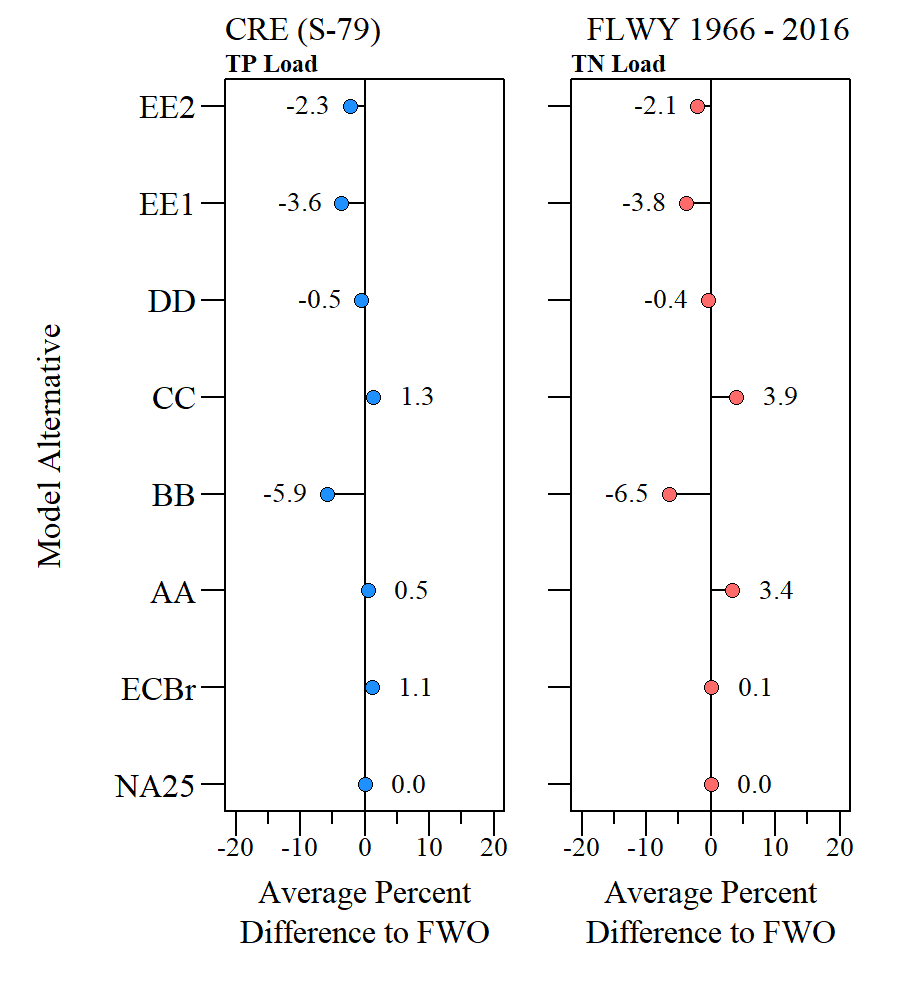 CRE (S-79)
FLWY 1966 - 2016
TP Load
TN Load
EE2
-2.3
-2.1
EE1
-3.6
-3.8
DD
-0.5
-0.4
CC
1.3
3.9
BB
-5.9
-6.5
AA
0.5
3.4
ECBr
1.1
0.1
NA25
0.0
0.0
Model Alternative
-20 -10 0 10 20
-20 -10 0 10 20
Average Percent
Difference to FWO
Average Percent
Difference to FWO